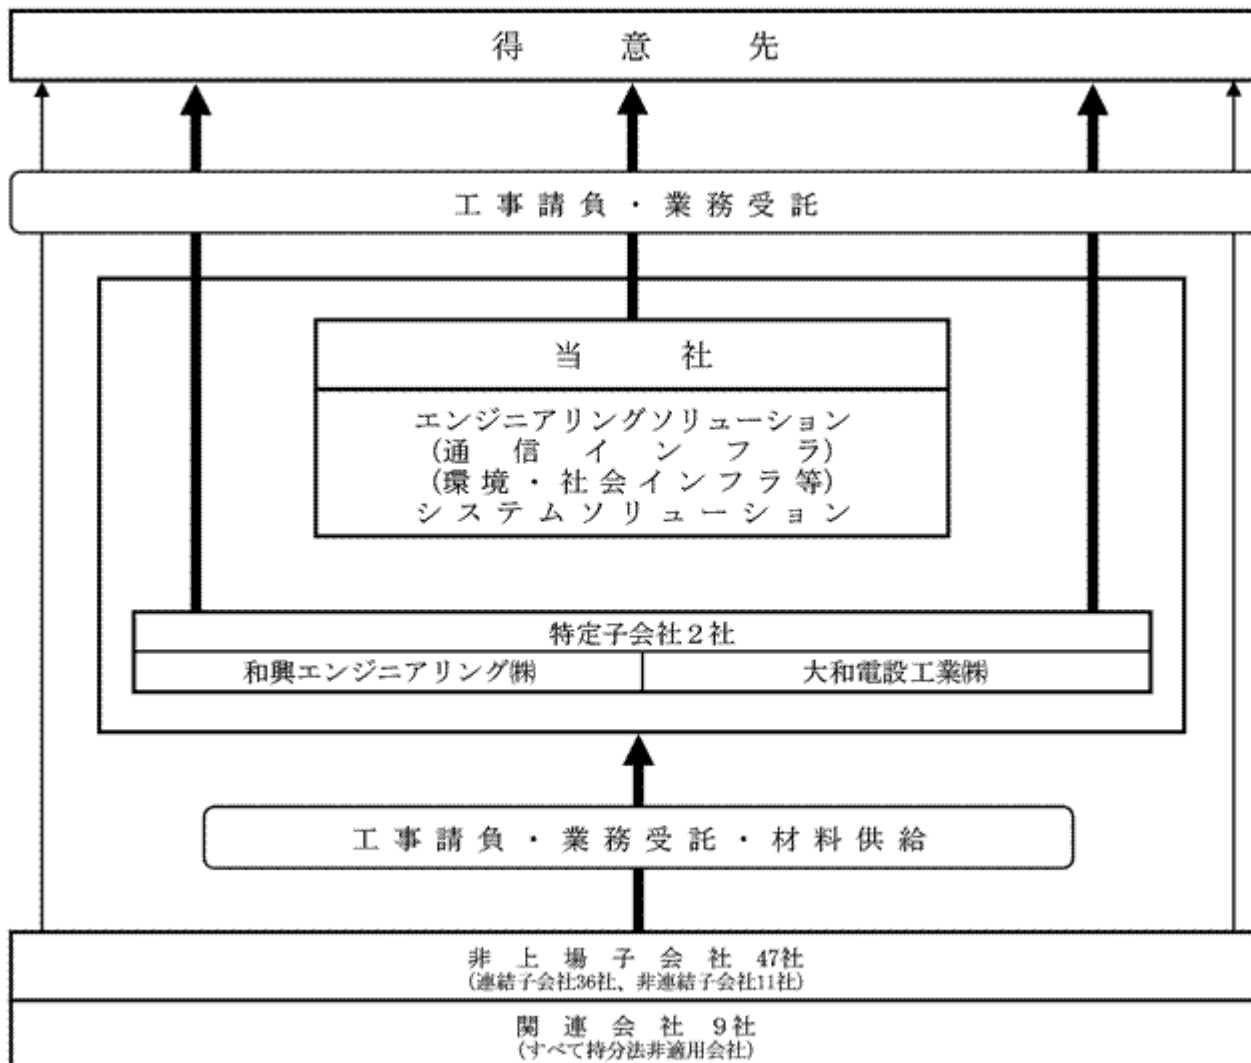 得意先
工事請負・業務受託
当社
エンジニアリングソリューション
(通信インフラ)
(環境・社会インフラ等)
システムソリューション
特定子会社２社
和興エンジニアリング㈱
大和電設工業㈱
工事請負・業務受託・材料供給
非上場子会社 47社
(連結子会社36社、非連結子会社11社)
関連会社 9社
(すべて持分法非適用会社)